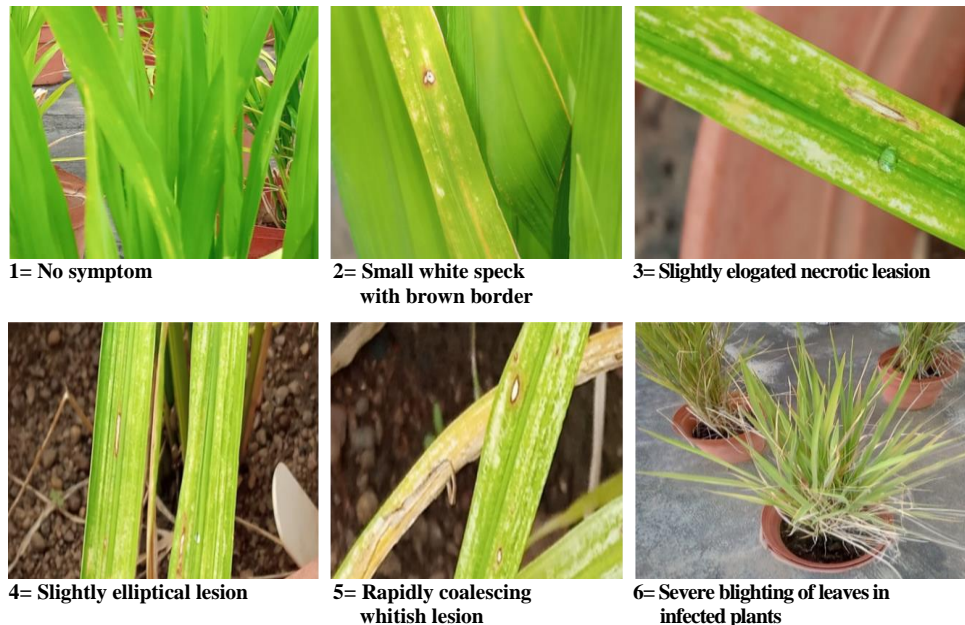 1= No symptom
2= Small white speck
with brown border
3= Slightly elogated necrotic leasion
4= Slightly elliptical lesion
5= Rapidly coalescing
whitish lesion
6= Severe blighting of leaves in
infected plants